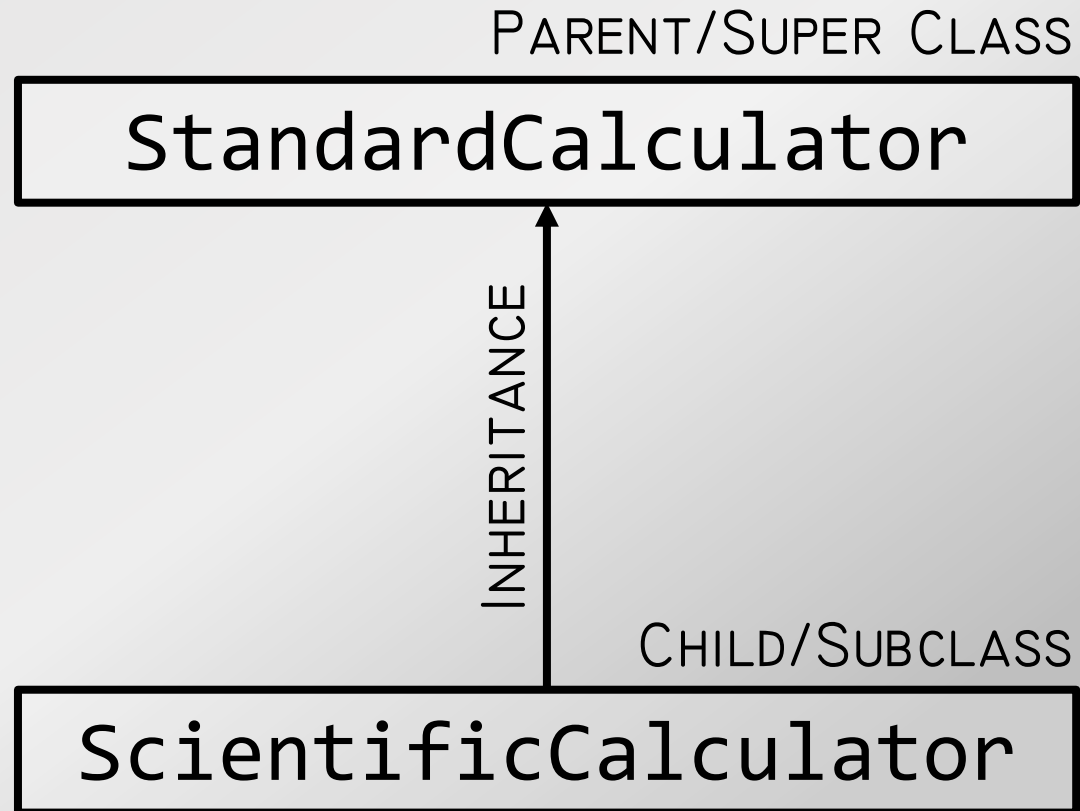 PARENT/SUPER CLASS
StandardCalculator
INHERITANCE
CHILD/SUBCLASS
ScientificCalculator